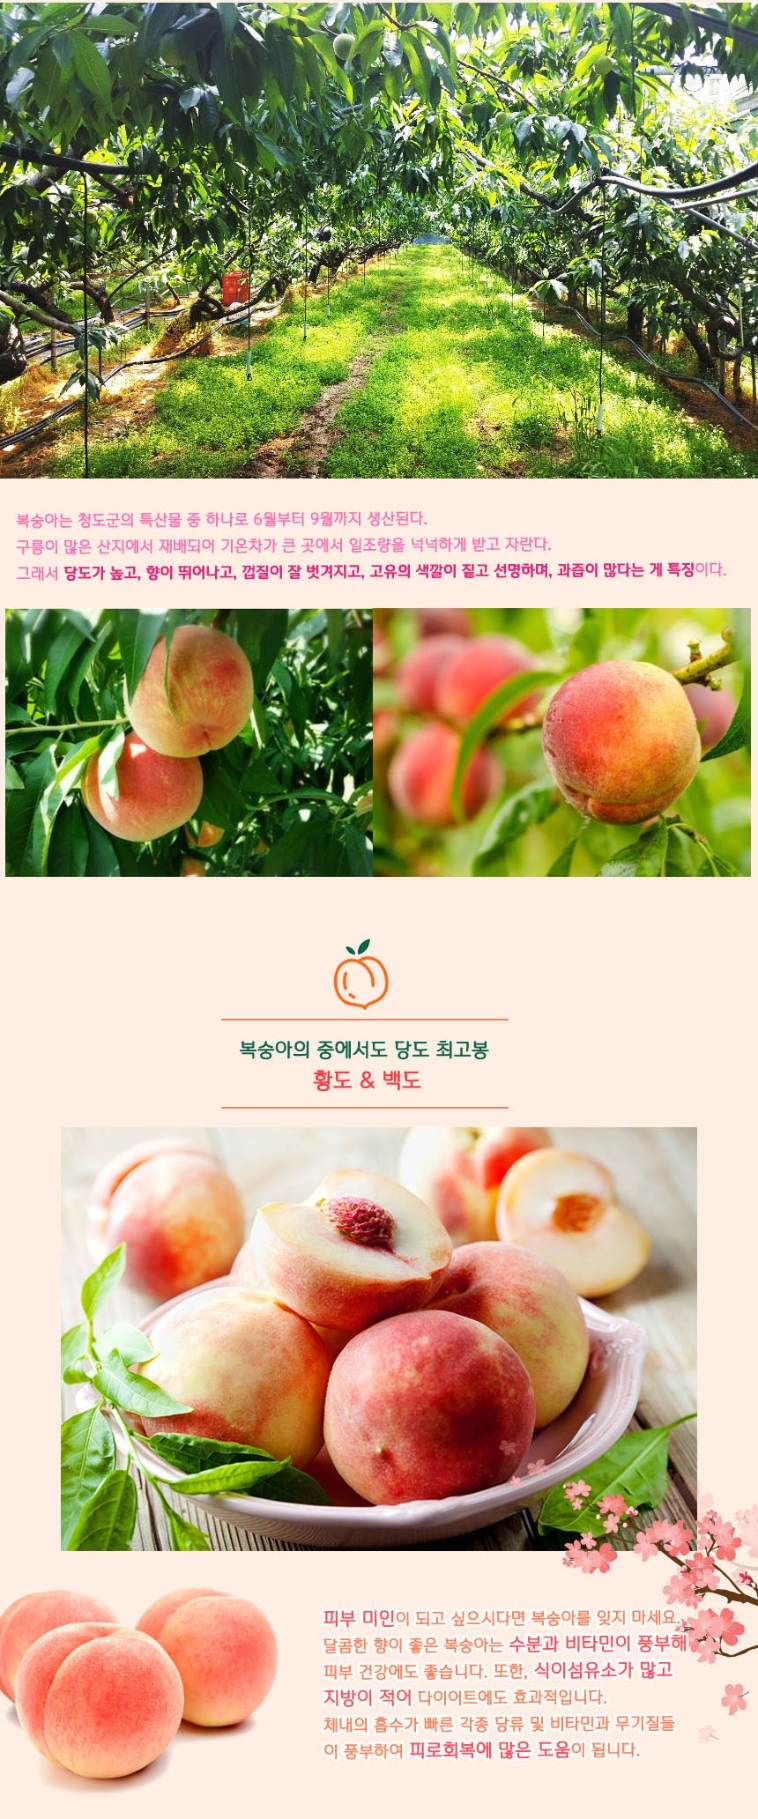 복숭아는 청도군의 특산물 중 하나로 6월부터 9월까지 생산된다.
구릉이 많은 산지에서 재배되어 기온차가 큰 곳에서 일조량을 넉넉하게 받고 자란다.
그래서 당도가 높고, 향이 뛰어나고, 껍질이 잘 벗겨지고, 고유의 색깔이 짙고 선명하며, 과즙이 많다는 게 특징이다.
복숭아의 중에서도 당도 최고봉
황도 & 백도
피부 미인이 되고 싶으시다면 복숭아를 잊지 마세요.
달콤한 향이 좋은 복숭아는 수분과 비타민이 풍부해
피부 건강에도 좋습니다. 또한, 식이섬유소가 많고
지방이 적어 다이어트에도 효과적입니다.
체내의 흡수가 빠른 각종 당류 및 비타민과 무기질들
이 풍부하여 피로회복에 많은 도움이 됩니다.